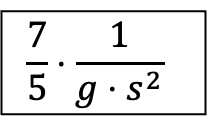 7/5 · 1/(g · s²)